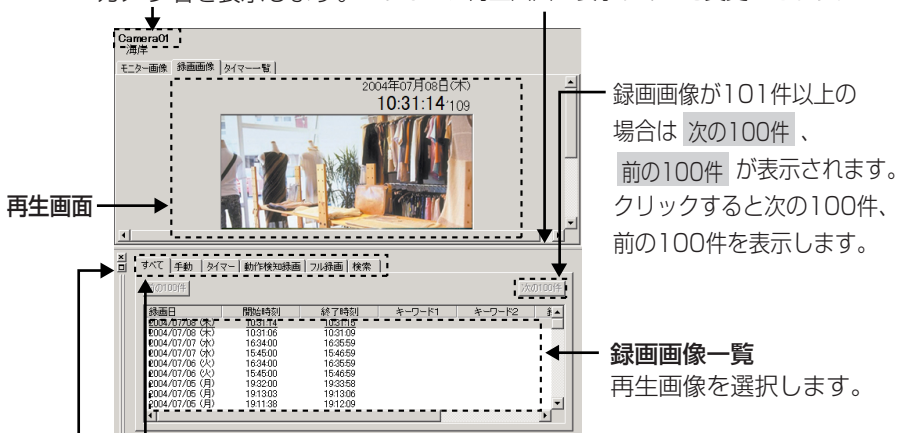 Camera01
海岸
モニター画像 録画画像 タイマー一覧
2004年07月08日(木)
10:31:14'109
再生画面
録画画像が101件以上の
場合は 次の100件 、
前の100件 が表示されます。
クリックすると次の100件、
前の100件を表示します。
すべて 手動 タイマー 動作検知録画 フル録画 検索
前の100件 次の100件
録画日 開始時刻 終了時刻 キーワード1 キーワード2
2004/07/08 (木) 10:31:14 10:31:15
2004/07/08 (木) 10:31:06 10:31:09
2004/07/07 (水) 16:34:00 16:35:59
2004/07/07 (水) 15:45:00 15:46:59
2004/07/06 (火) 16:34:00 16:35:59
2004/07/06 (火) 15:45:00 15:46:59
2004/07/05 (月) 19:32:00 19:33:58
2004/07/05 (月) 19:13:03 19:13:06
2004/07/05 (月) 19:11:38 19:12:09
録画画像一覧
再生画像を選択します。